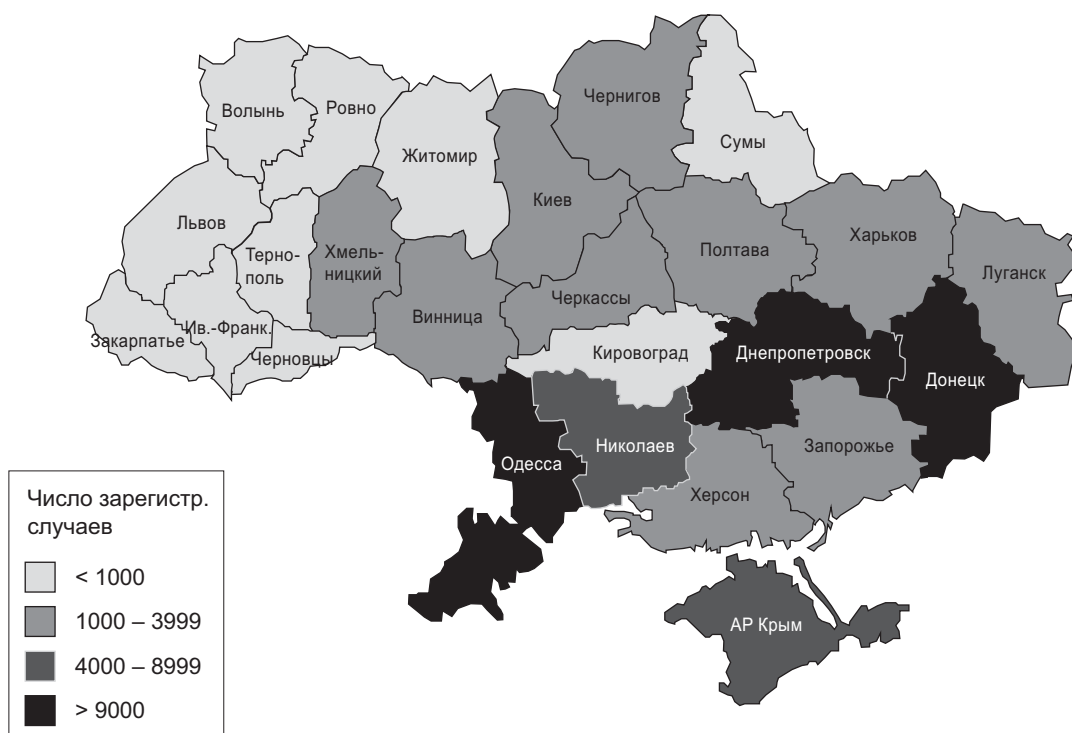 Чернигов
Волынь
Ровно
Сумы
Житомир
Киев
Львов
Терно-
поль
Хмель-
ницкий
Полтава
Харьков
Луганск
Черкассы
Винница
Ив.-Франк.
Закарпатье
Черновцы
Кировоград
Днепропетровск
Донецк
Николаев
Запорожье
Одесса
Херсон
АР Крым
Число зарегистр.
случаев
< 1000
1000 – 3999
4000 – 8999
> 9000